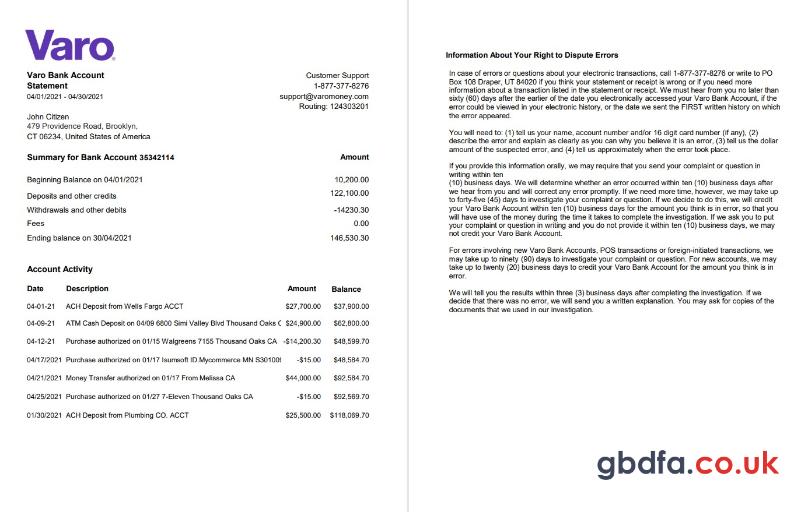 Varo
Varo Bank Account
Statement
04/01/2021 - 04/30/2021
Customer Support
1-877-377-8276
support@varomoney.com
Routing: 124303201
John Citizen
479 Providence Road, Brooklyn,
CT 06234, United States of America
Summary for Bank Account 35342114 Amount
Beginning Balance on 04/01/2021 10,200.00
Deposits and other credits 122,100.00
Withdrawals and other debits -14230.30
Fees 0.00
Ending balance on 30/04/2021 146,530.30
Account Activity
Date Description Amount Balance
04-01-21 ACH Deposit from Wells Fargo ACCT $27,700.00 $37,900.00
04-09-21 ATM Cash Deposit on 04/09 6800 Simi Valley Blvd Thousand Oaks C $24,900.00 $62,800.00
04-12-21 Purchase authorized on 01/15 Walgreens 7155 Thousand Oaks CA -$14,200.30 $48,599.70
04/17/2021 Purchase authorized on 01/17 Isumsoft ID.Mycommerce MN S30100 -$15.00 $48,584.70
04/21/2021 Money Transfer authorized on 01/17 From Melissa CA $44,000.00 $92,584.70
04/25/2021 Purchase authorized on 01/27 7-Eleven Thousand Oaks CA -$15.00 $92,569.70
01/30/2021 ACH Deposit from Plumbing CO. ACCT $25,500.00 $118,069.70
Information About Your Right to Dispute Errors
In case of errors or questions about your electronic transactions, call 1-877-377-8276 or write to PO
Box 108 Draper, UT 84020 if you think your statement or receipt is wrong or if you need more
information about a transaction listed in the statement or receipt. We must hear from you no later than
sixty (60) days after the earlier of the date you electronically accessed your Varo Bank Account, if the
error could be viewed in your electronic history, or the date we sent the FIRST written history on which
the error appeared.
You will need to: (1) tell us your name, account number and/or 16 digit card number (if any), (2)
describe the error and explain as clearly as you can why you believe it is an error, (3) tell us the dollar
amount of the suspected error, and (4) tell us approximately when the error took place.
If you provide this information orally, we may require that you send your complaint or question in
writing within ten
(10) business days. We will determine whether an error occurred within ten (10) business days after
we hear from you and will correct any error promptly. If we need more time, however, we may take up
to forty-five (45) days to investigate your complaint or question. If we decide to do this, we will credit
your Varo Bank Account within ten (10) business days for the amount you think is in error, so that you
will have use of the money during the time it takes to complete the investigation. If we ask you to put
your complaint or question in writing and you do not provide it within ten (10) business days, we may
not credit your Varo Bank Account.
For errors involving new Varo Bank Accounts, POS transactions or foreign-initiated transactions, we
may take up to ninety (90) days to investigate your complaint or question. For new accounts, we may
take up to twenty (20) business days to credit your Varo Bank Account for the amount you think is in
error.
We will tell you the results within three (3) business days after completing the investigation. If we
decide that there was no error, we will send you a written explanation. You may ask for copies of the
documents that we used in our investigation.
gbdfa.co.uk